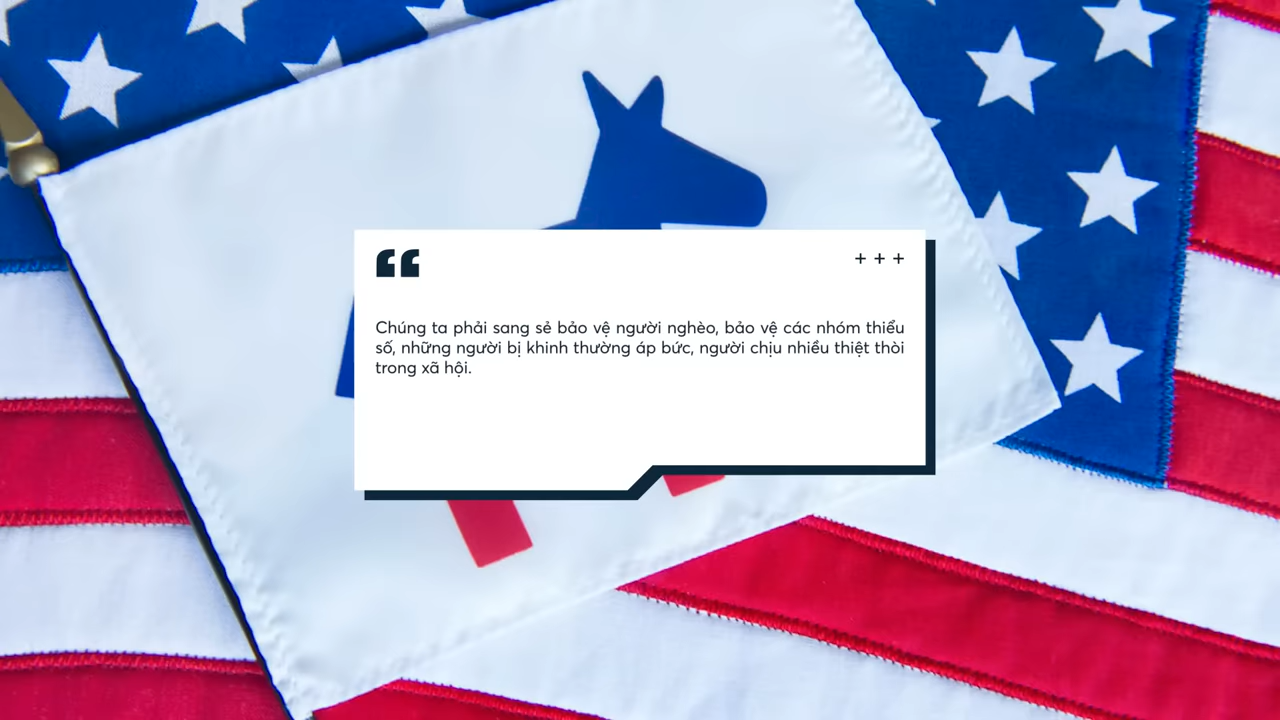 Chúng ta phải sang sẻ bảo vệ người nghèo, bảo vệ các nhóm thiểu
số, những người bị khinh thường áp bức, người chịu nhiều thiệt thòi
trong xã hội.